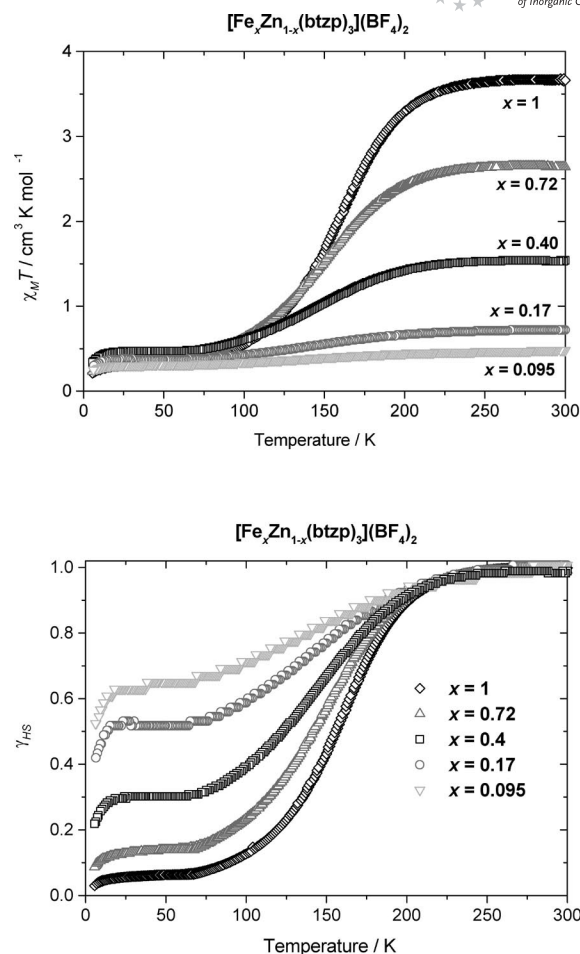 of Inorganic C
[FeₓZn₁₋ₓ(btzp)₃](BF₄)₂
4
3
2
1
0
0
50
100
150
200
250
300
χ_M T / cm³ K mol⁻¹
Temperature / K
x = 1
x = 0.72
x = 0.40
x = 0.17
x = 0.095
[FeₓZn₁₋ₓ(btzp)₃](BF₄)₂
1.0
0.8
0.6
0.4
0.2
0.0
0
50
100
150
200
250
300
γ_HS
Temperature / K
x = 1
x = 0.72
x = 0.4
x = 0.17
x = 0.095